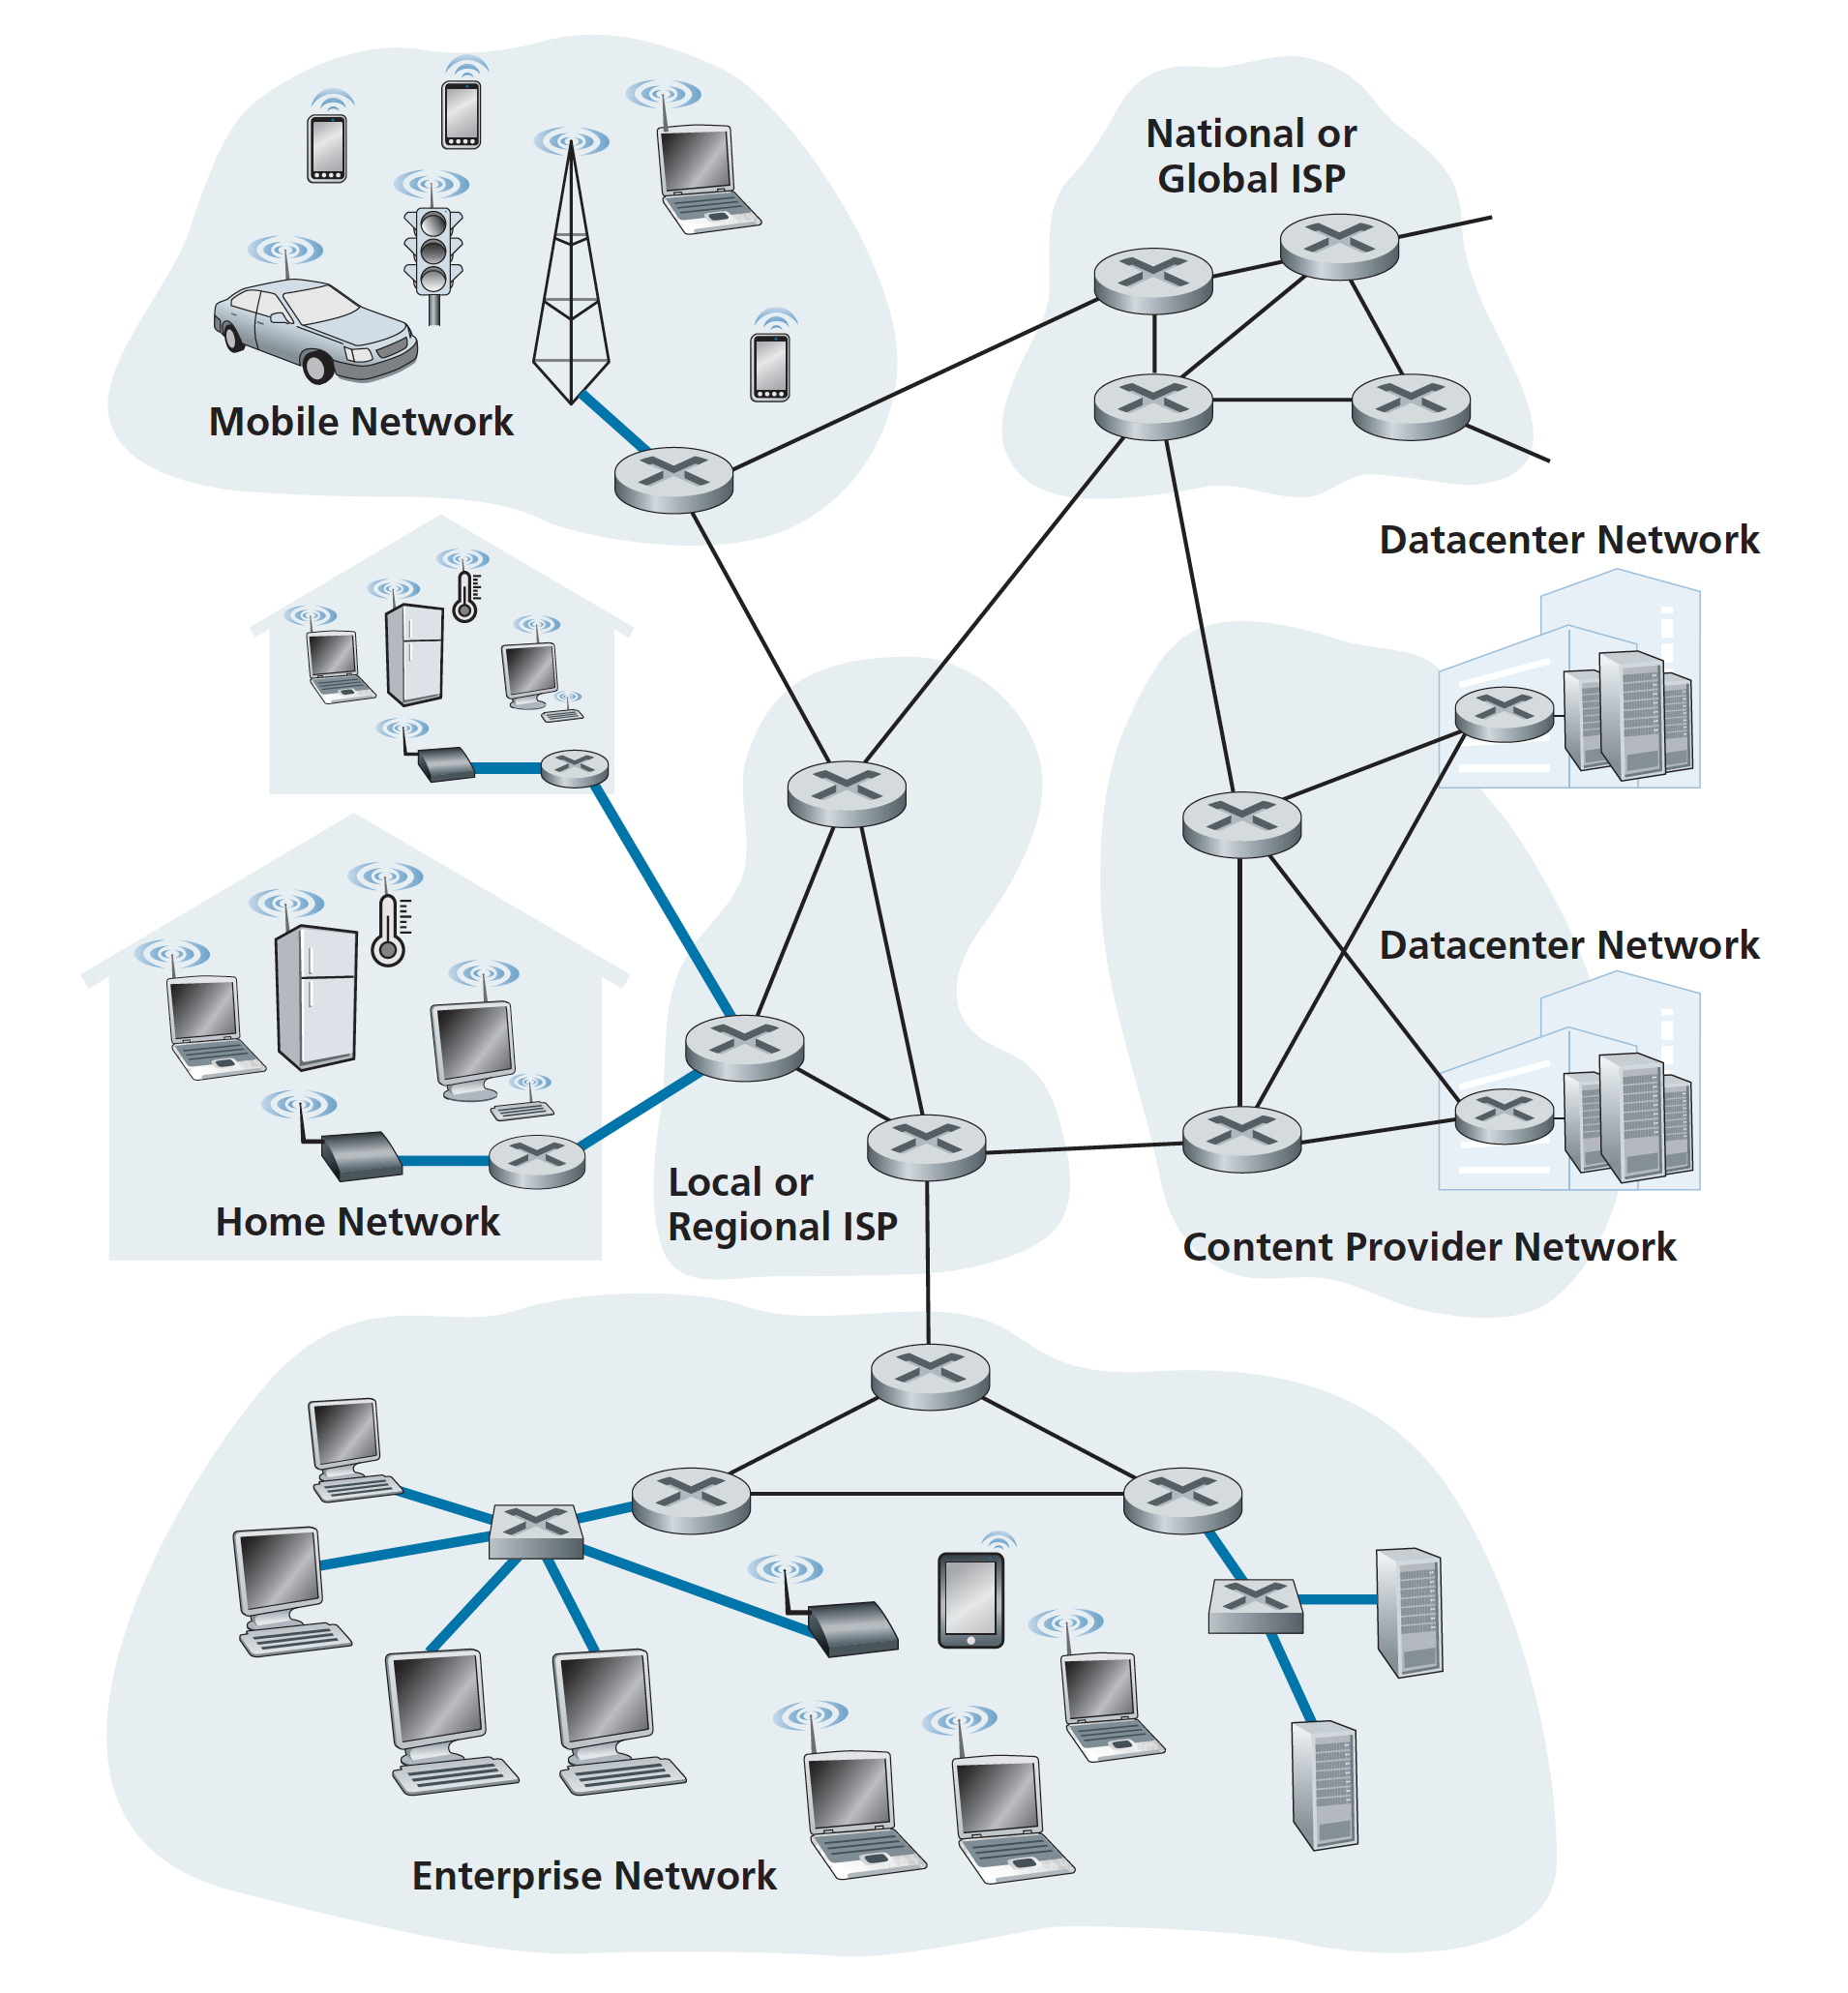 National or
Global ISP
Mobile Network
Datacenter Network
Datacenter Network
Local or
Regional ISP
Home Network
Content Provider Network
Enterprise Network